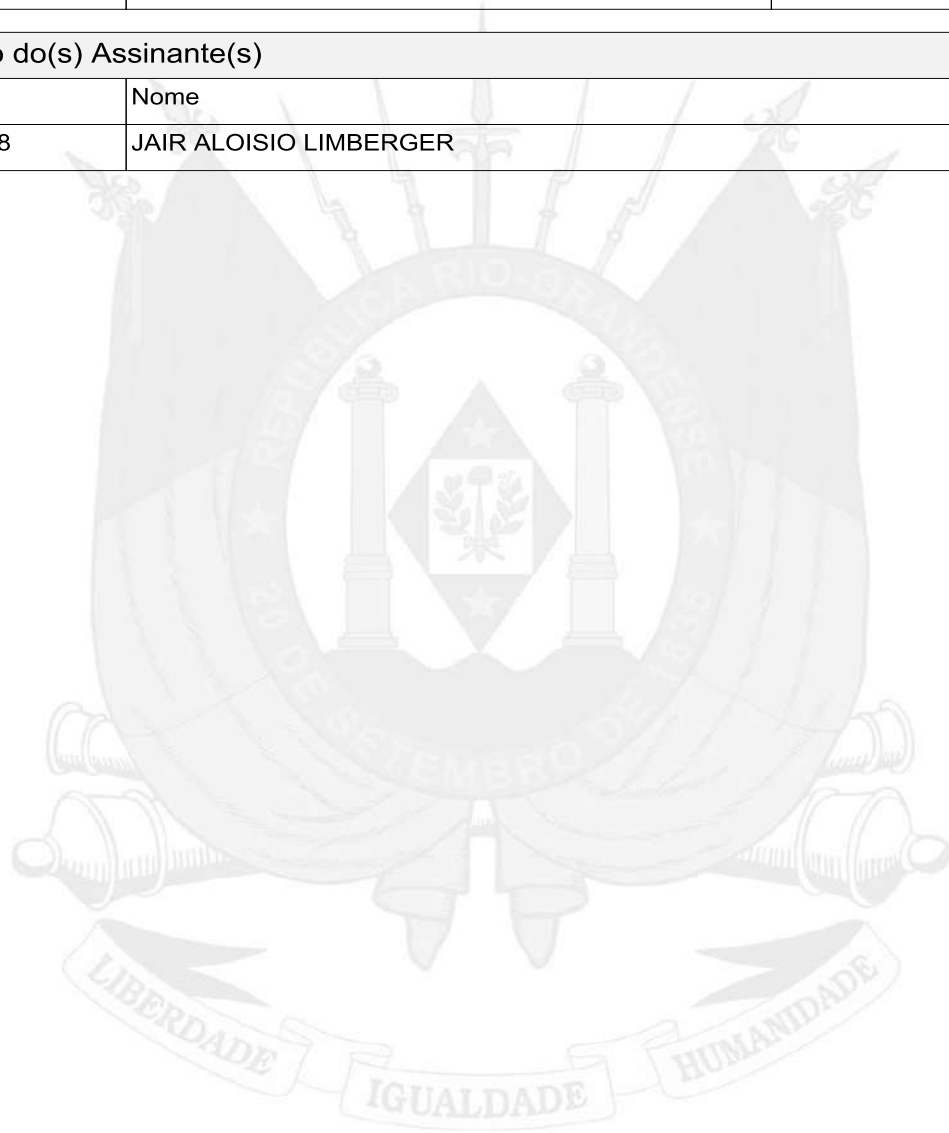 o do(s) Assinante(s)
Nome
8 JAIR ALOISIO LIMBERGER
REPUBLICA RIO-GRANDENSE
20 DE SETEMBRO DE 1835
LIBERDADE IGUALDADE HUMANIDADE